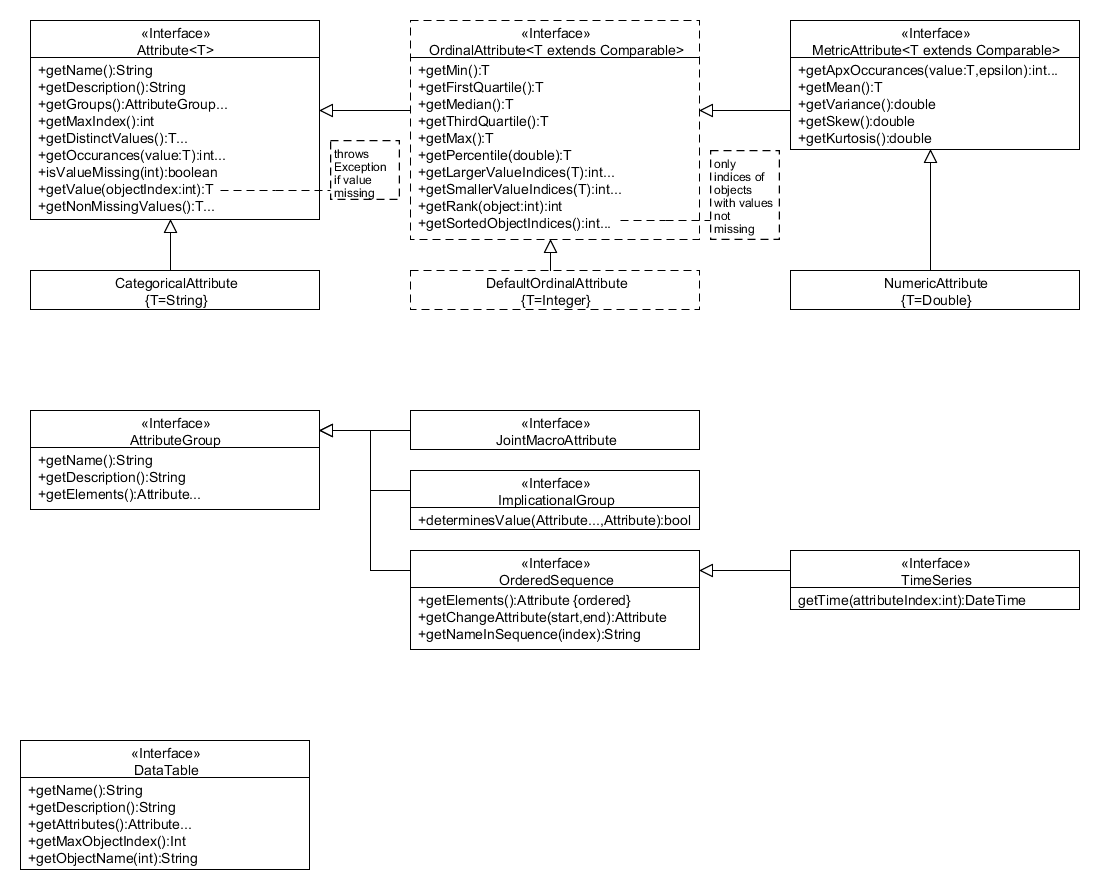 «Interface»
Attribute<T>
+getName():String
+getDescription():String
+getGroups():AttributeGroup...
+getMaxIndex():int
+getDistinctValues():T...
+getOccurances(value:T):int...
+isValueMissing(int):boolean
+getValue(objectIndex:int):T
+getNonMissingValues():T...
throws
Exception
if value
missing
«Interface»
OrdinalAttribute<T extends Comparable>
+getMin():T
+getFirstQuartile():T
+getMedian():T
+getThirdQuartile():T
+getMax():T
+getPercentile(double):T
+getLargerValueIndices(T):int...
+getSmallerValueIndices(T):int...
+getRank(object:int):int
+getSortedObjectIndices():int...
only
indices of
objects
with values
not
missing
«Interface»
MetricAttribute<T extends Comparable>
+getApxOccurances(value:T,epsilon):int...
+getMean():T
+getVariance():double
+getSkew():double
+getKurtosis():double
CategoricalAttribute
{T=String}
DefaultOrdinalAttribute
{T=Integer}
NumericAttribute
{T=Double}
«Interface»
AttributeGroup
+getName():String
+getDescription():String
+getElements():Attribute...
«Interface»
JointMacroAttribute
«Interface»
ImplicationalGroup
+determinesValue(Attribute...,Attribute):bool
«Interface»
OrderedSequence
+getElements():Attribute {ordered}
+getChangeAttribute(start,end):Attribute
+getNameInSequence(index):String
«Interface»
TimeSeries
getTime(attributeIndex:int):DateTime
«Interface»
DataTable
+getName():String
+getDescription():String
+getAttributes():Attribute...
+getMaxObjectIndex():Int
+getObjectName(int):String